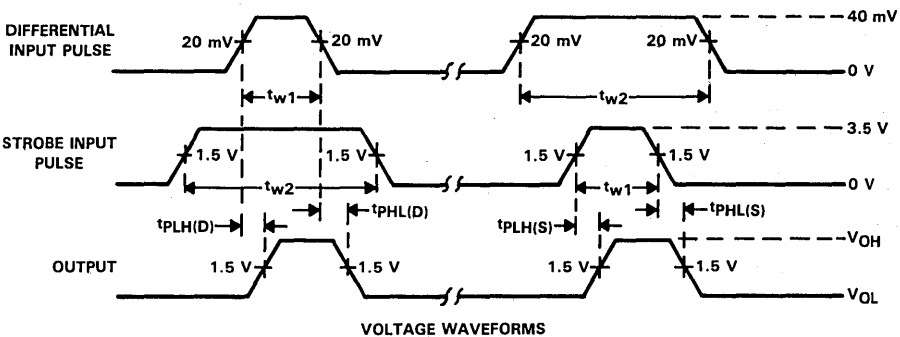 DIFFERENTIAL
INPUT PULSE
20 mV
20 mV
20 mV
20 mV
40 mV
0 V
tw1
tw2
STROBE INPUT
PULSE
1.5 V
1.5 V
1.5 V
1.5 V
3.5 V
0 V
tw2
tw1
tPLH(D)
tPHL(D)
tPLH(S)
tPHL(S)
OUTPUT
1.5 V
1.5 V
1.5 V
1.5 V
VOH
VOL
VOLTAGE WAVEFORMS